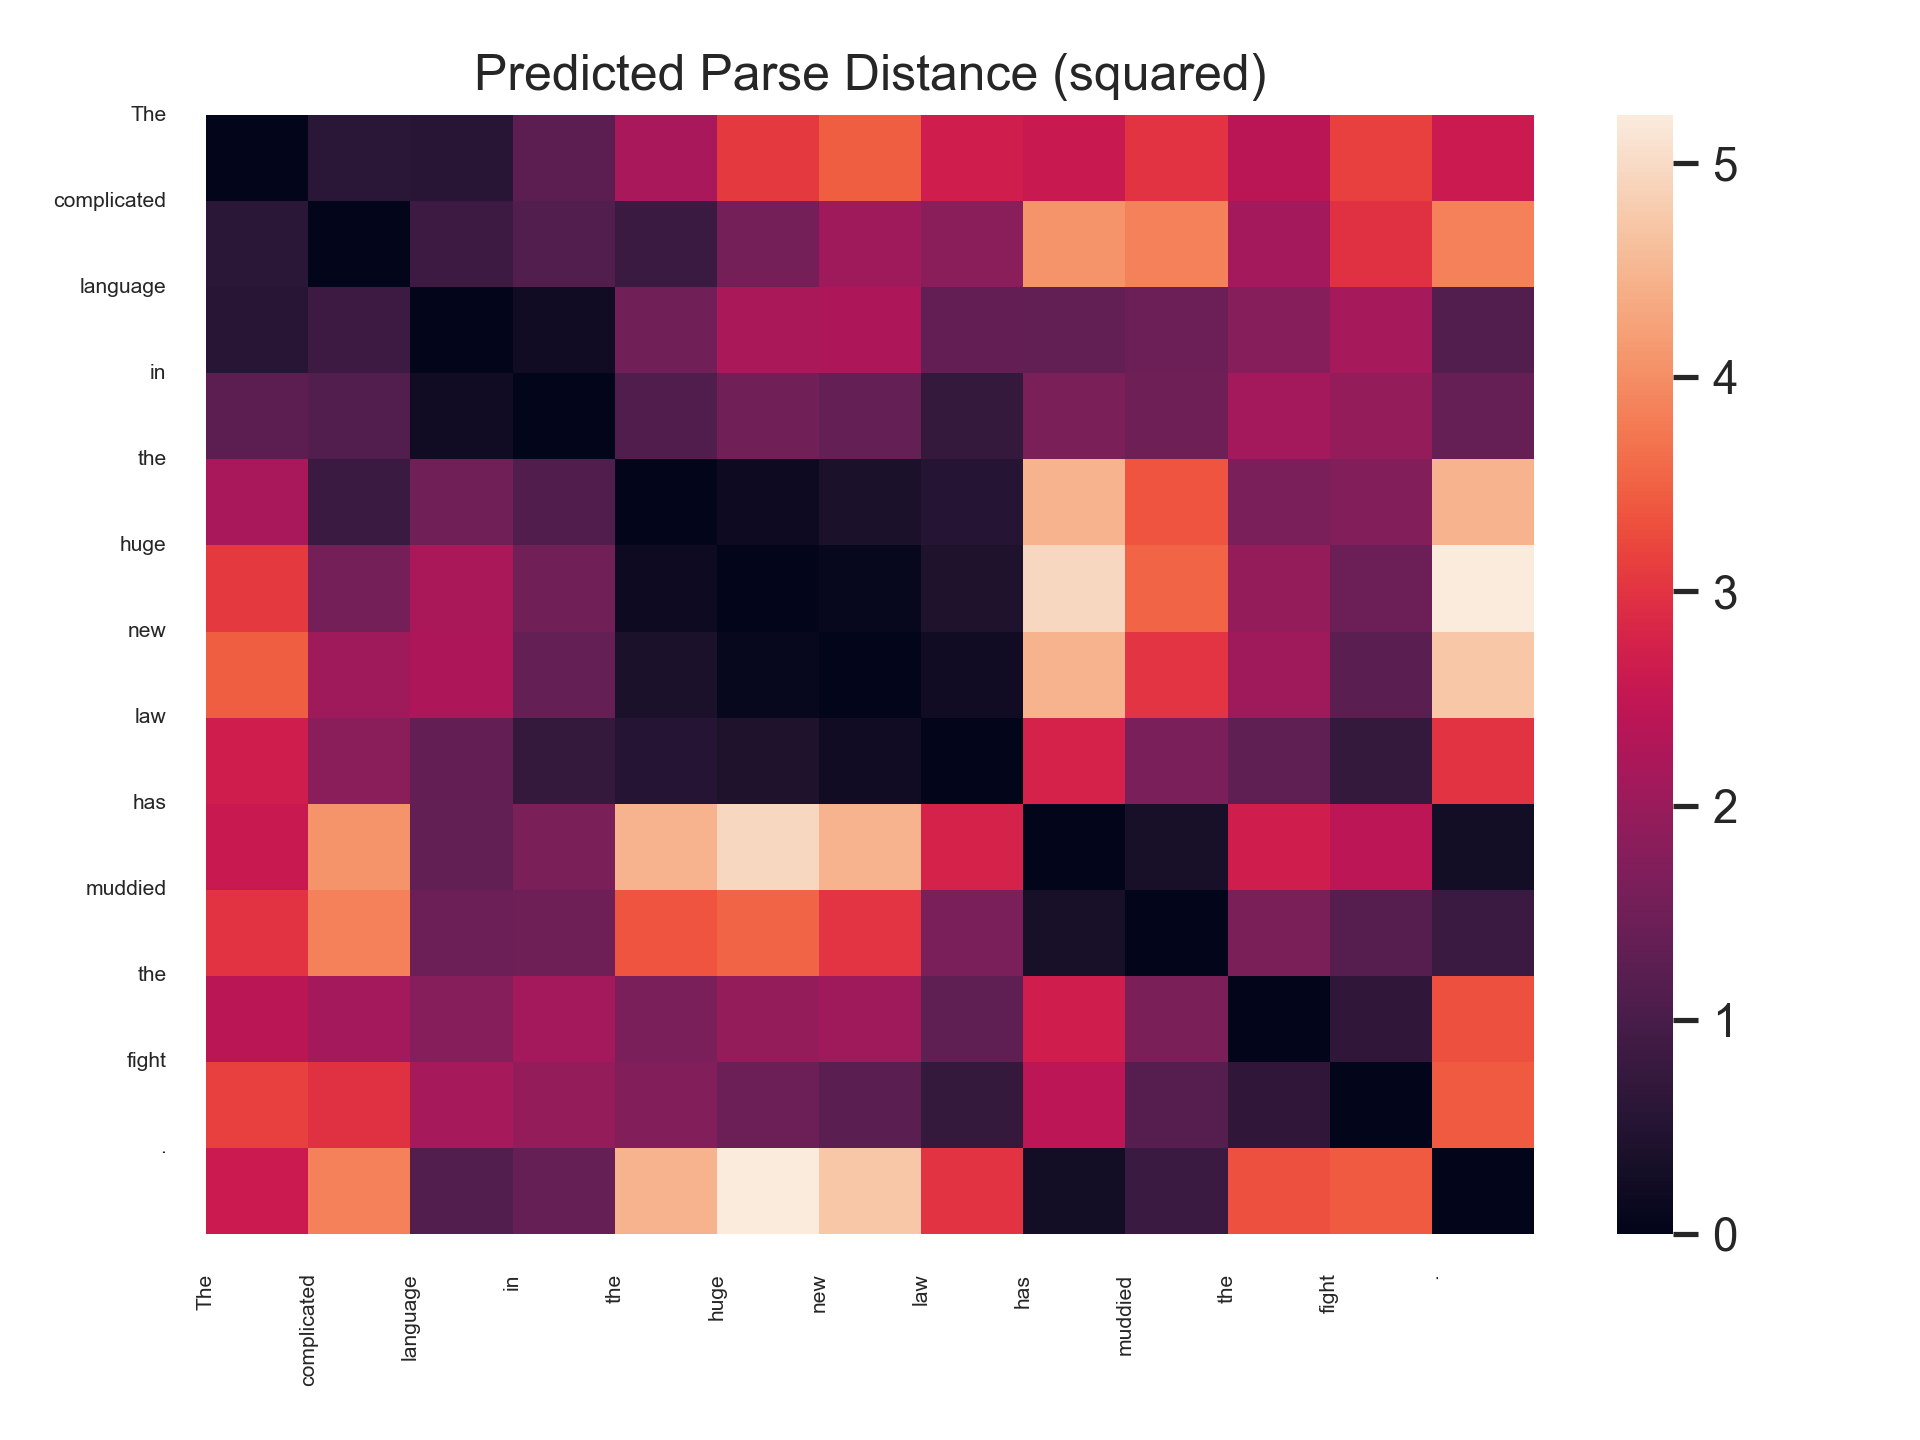 Predicted Parse Distance (squared)
The
complicated
language
in
the
huge
new
law
has
muddied
the
fight
.
The
complicated
language
in
the
huge
new
law
has
muddied
the
fight
.
5
4
3
2
1
0